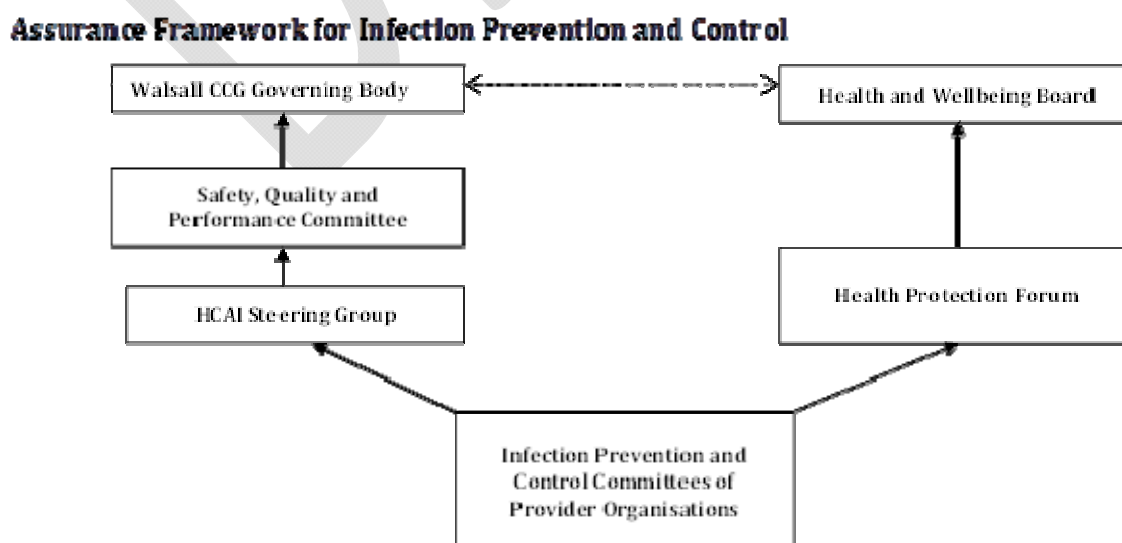 Assurance Framework for Infection Prevention and Control
Walsall CCG Governing Body
Health and Wellbeing Board
Safety, Quality and
Performance Committee
HCAI Steering Group
Health Protection Forum
Infection Prevention and
Control Committees of
Provider Organisations